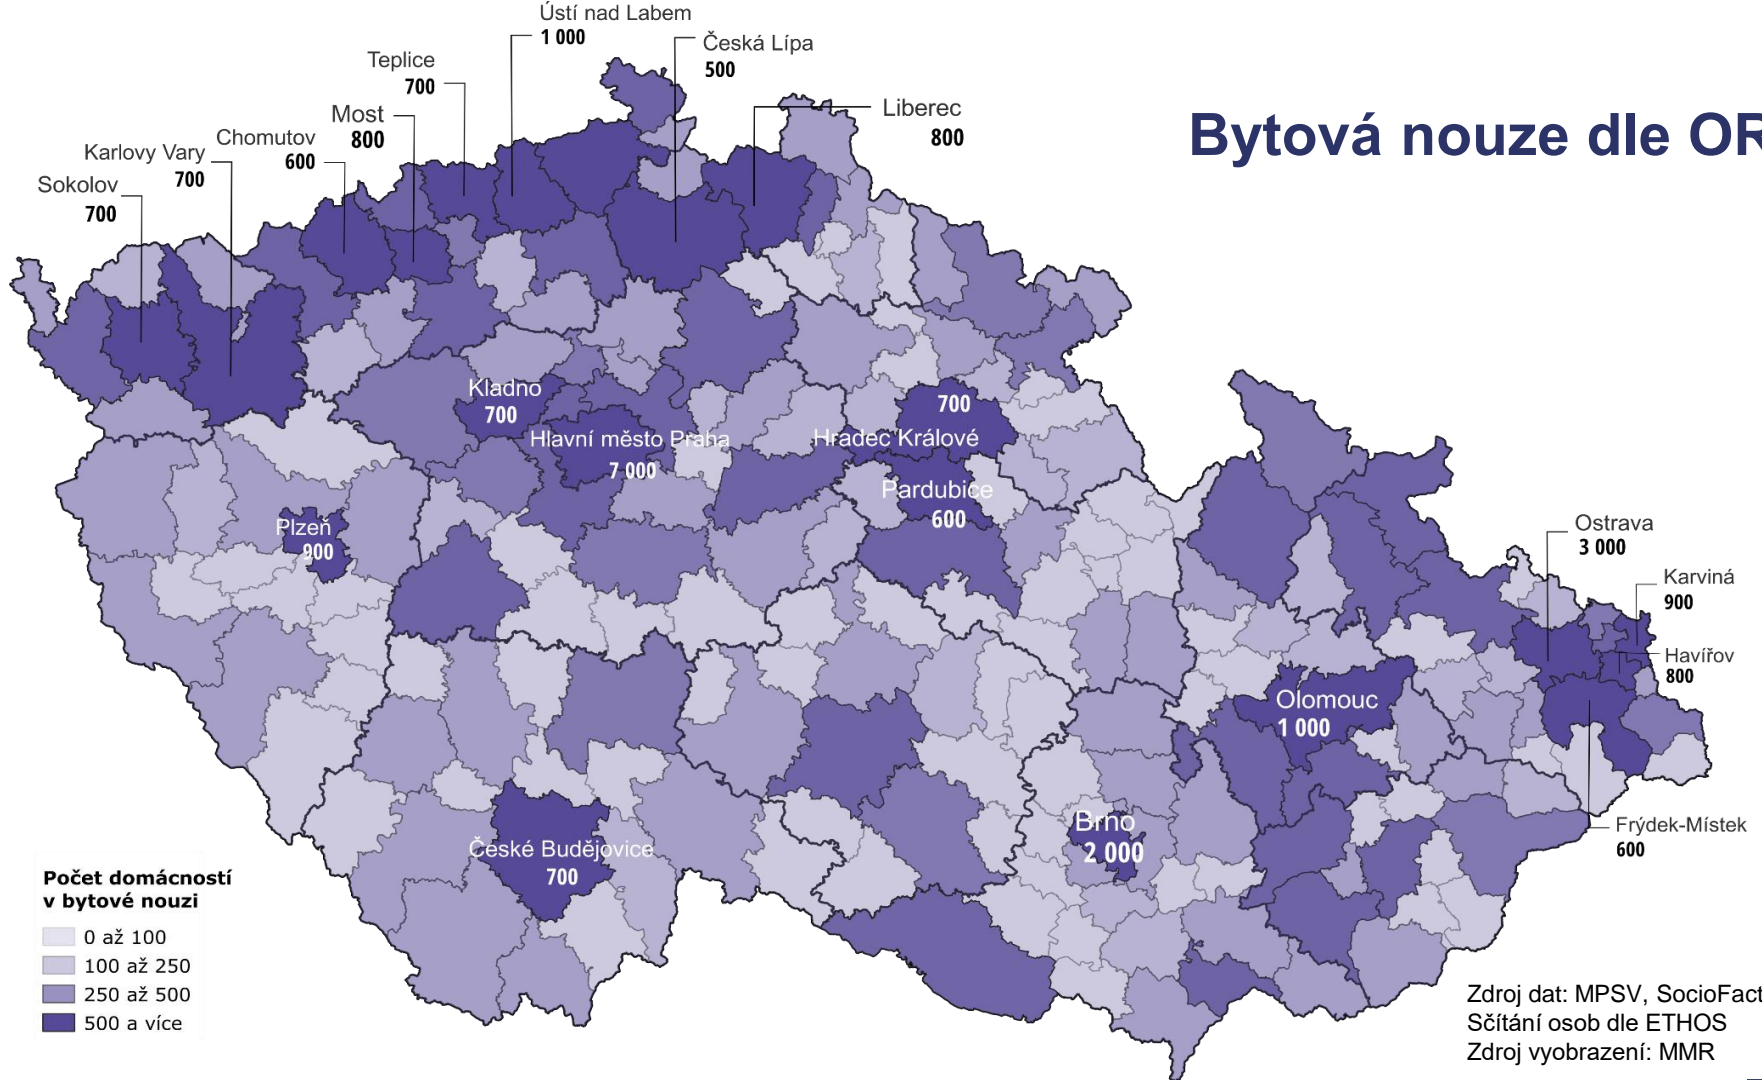 Ústí nad Labem
1 000
Česká Lípa
500
Teplice
700
Most
800
Liberec
800
Chomutov
600
Karlovy Vary
700
Sokolov
700
Bytová nouze dle OR
Kladno
700
700
Hradec Králové
Hlavní město Praha
7 000
Pardubice
600
Plzeň
900
Ostrava
3 000
Karviná
900
Havířov
800
Olomouc
1 000
Brno
2 000
Frýdek-Místek
600
České Budějovice
700
Počet domácností
v bytové nouzi
0 až 100
100 až 250
250 až 500
500 a více
Zdroj dat: MPSV, SocioFact
Sčítání osob dle ETHOS
Zdroj vyobrazení: MMR